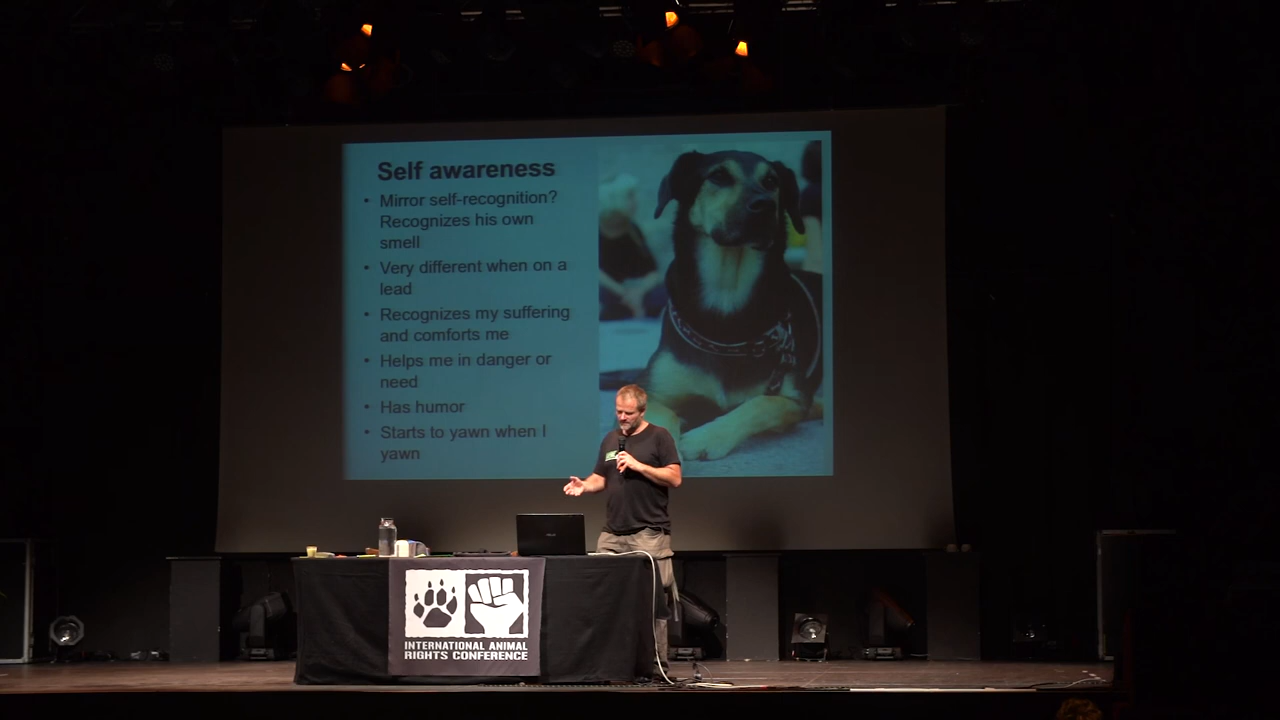 Self awareness
• Mirror self-recognition?
Recognizes his own
smell
• Very different when on a
lead
• Recognizes my suffering
and comforts me
• Helps me in danger or
need
• Has humor
• Starts to yawn when I
yawn
INTERNATIONAL ANIMAL
RIGHTS CONFERENCE